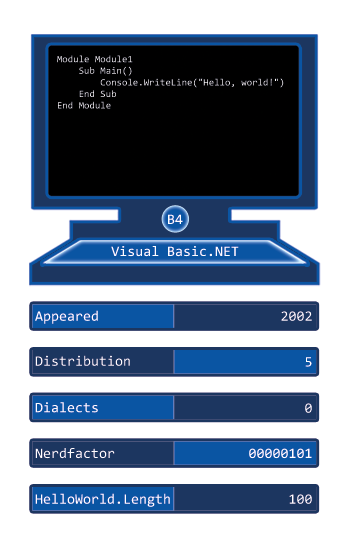 Module Module1
    Sub Main()
        Console.WriteLine("Hello, world!")
    End Sub
End Module
B4
Visual Basic.NET
Appeared 2002
Distribution 5
Dialects 0
Nerdfactor 00000101
HelloWorld.Length 100